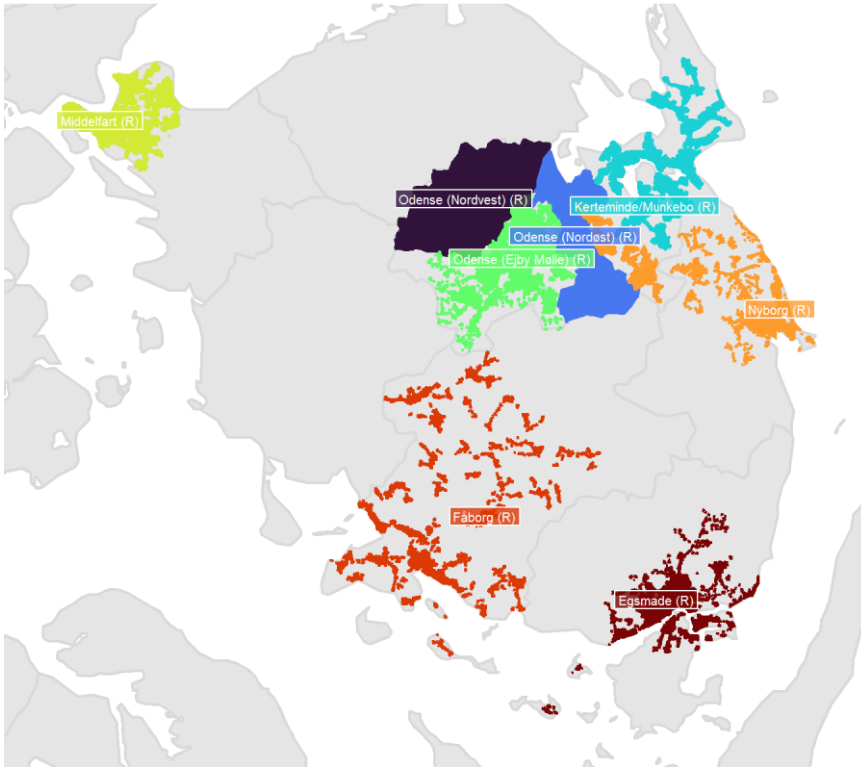 Middelfart (R)
Odense (Nordvest) (R)
Kerteminde/Munkebo (R)
Odense (Nordøst) (R)
Odense (Ejby Mølle) (R)
Nyborg (R)
Fåborg (R)
Egsmade (R)